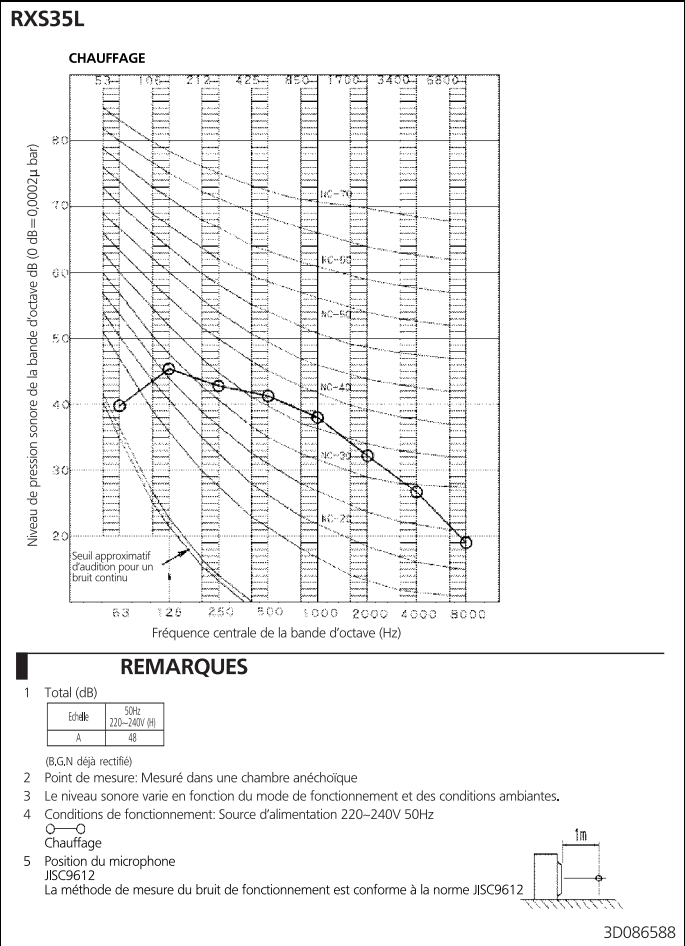 RXS35L
CHAUFFAGE
53 106 212 425 850 1700 3400 6800
Niveau de pression sonore de la bande d'octave dB (0 dB=0,0002µ bar)
80
70
60
50
40
30
20
NC-70
NC-60
NC-50
NC-40
NC-30
NC-20
Seuil approximatif
d'audition pour un
bruit continu
63 125 250 500 1000 2000 4000 8000
Fréquence centrale de la bande d'octave (Hz)
REMARQUES
1 Total (dB)
Echelle 50Hz
220~240V (H)
A 48
(B,G,N déjà rectifié)
2 Point de mesure: Mesuré dans une chambre anéchoïque
3 Le niveau sonore varie en fonction du mode de fonctionnement et des conditions ambiantes.
4 Conditions de fonctionnement: Source d'alimentation 220~240V 50Hz
Chauffage
5 Position du microphone
JISC9612
La méthode de mesure du bruit de fonctionnement est conforme à la norme JISC9612
1m
3D086588